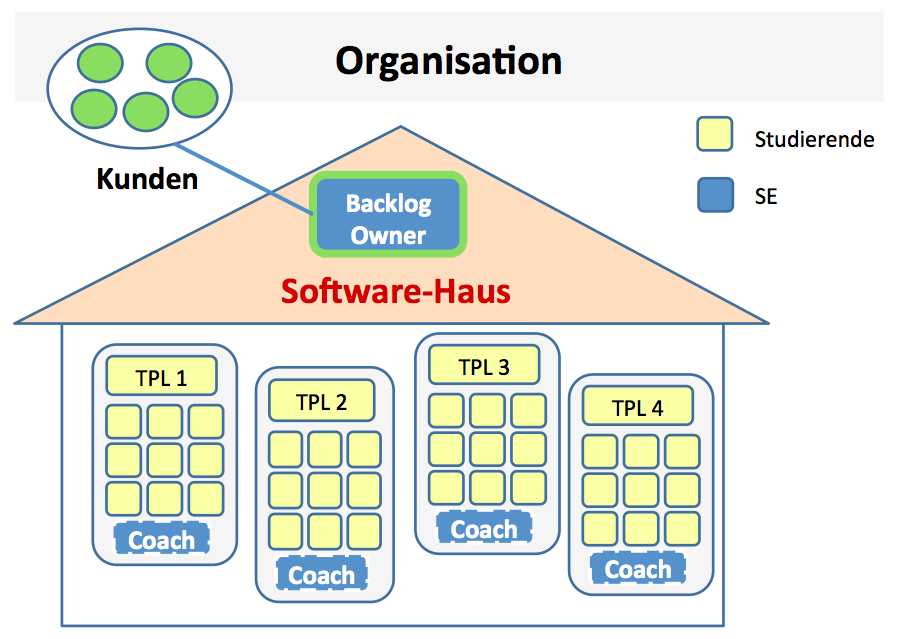 Organisation
Kunden
Studierende
SE
Backlog
Owner
Software-Haus
TPL 1
TPL 2
TPL 3
TPL 4
Coach
Coach
Coach
Coach